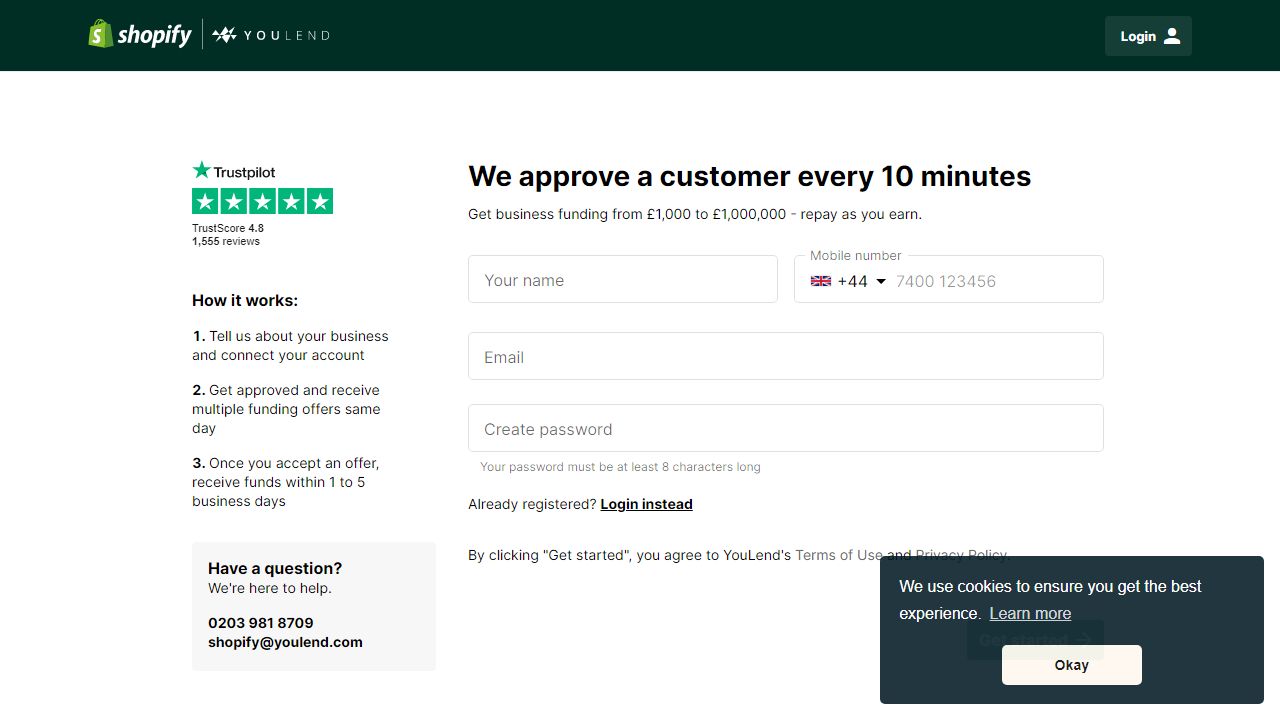 shopify
YOULEND
Login
Trustpilot
TrustScore 4.8
1,555 reviews
How it works:
1. Tell us about your business
and connect your account
2. Get approved and receive
multiple funding offers same
day
3. Once you accept an offer,
receive funds within 1 to 5
business days
Have a question?
We're here to help.
0203 981 8709
shopify@youlend.com
We approve a customer every 10 minutes
Get business funding from £1,000 to £1,000,000 - repay as you earn.
Your name
Mobile number
+44 7400 123456
Email
Create password
Your password must be at least 8 characters long
Already registered? Login instead
By clicking "Get started", you agree to YouLend's Terms of Use and Privacy Policy.
We use cookies to ensure you get the best
experience. Learn more
Get started
Okay